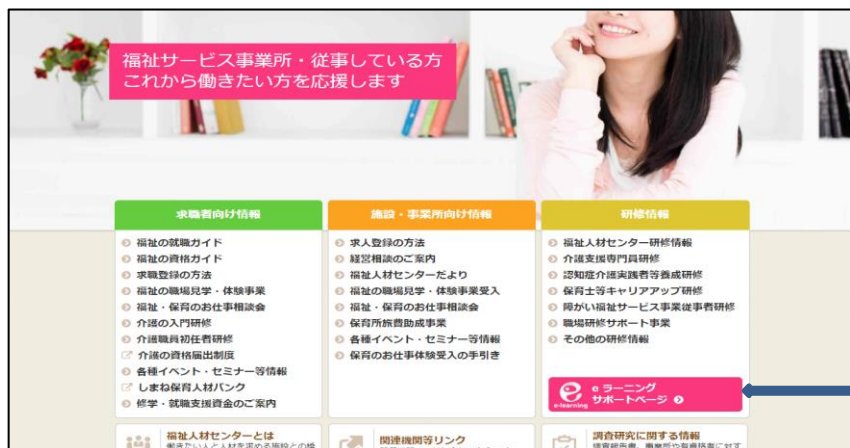 福祉サービス事業所・従事している方
これから働きたい方を応援します
求職者向け情報
福祉の就職ガイド
福祉の資格ガイド
求職登録の方法
福祉の職場見学・体験事業
福祉・保育のお仕事相談会
介護の入門研修
介護職員初任者研修
介護の資格届出制度
各種イベント・セミナー等情報
しまね保育人材バンク
修学・就職支援資金のご案内
施設・事業所向け情報
求人登録の方法
経営相談のご案内
福祉人材センターだより
福祉の職場見学・体験事業受入
福祉・保育のお仕事相談会
保育所旅費助成事業
各種イベント・セミナー等情報
保育のお仕事体験受入の手引き
研修情報
福祉人材センター研修情報
介護支援専門員研修
認知症介護実践者等養成研修
保育士等キャリアアップ研修
障がい福祉サービス事業従事者研修
職場研修サポート事業
その他の研修情報
e-learning
e ラーニング
サポートページ
福祉人材センターとは
働きたい人と人材を求める施設との橋
関連機関等リンク
調査研究に関する情報